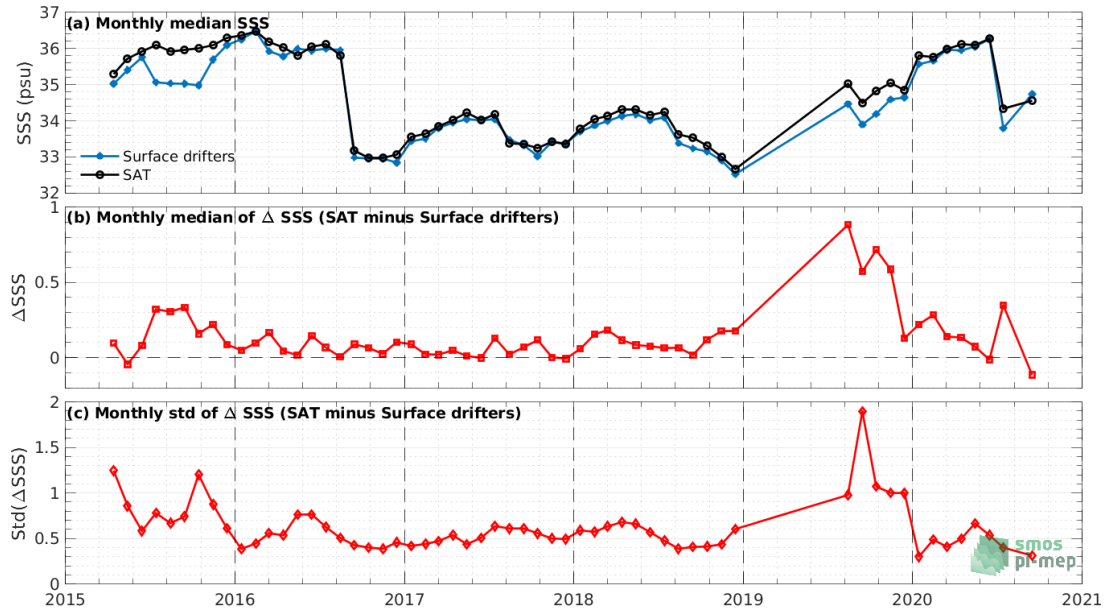 (a) Monthly median SSS
37
36
35
34
33
32
SSS (psu)
Surface drifters
SAT
(b) Monthly median of Δ SSS (SAT minus Surface drifters)
1
0.5
0
ΔSSS
(c) Monthly std of Δ SSS (SAT minus Surface drifters)
2
1.5
1
0.5
0
Std(ΔSSS)
smos
pi-mep
2015
2016
2017
2018
2019
2020
2021